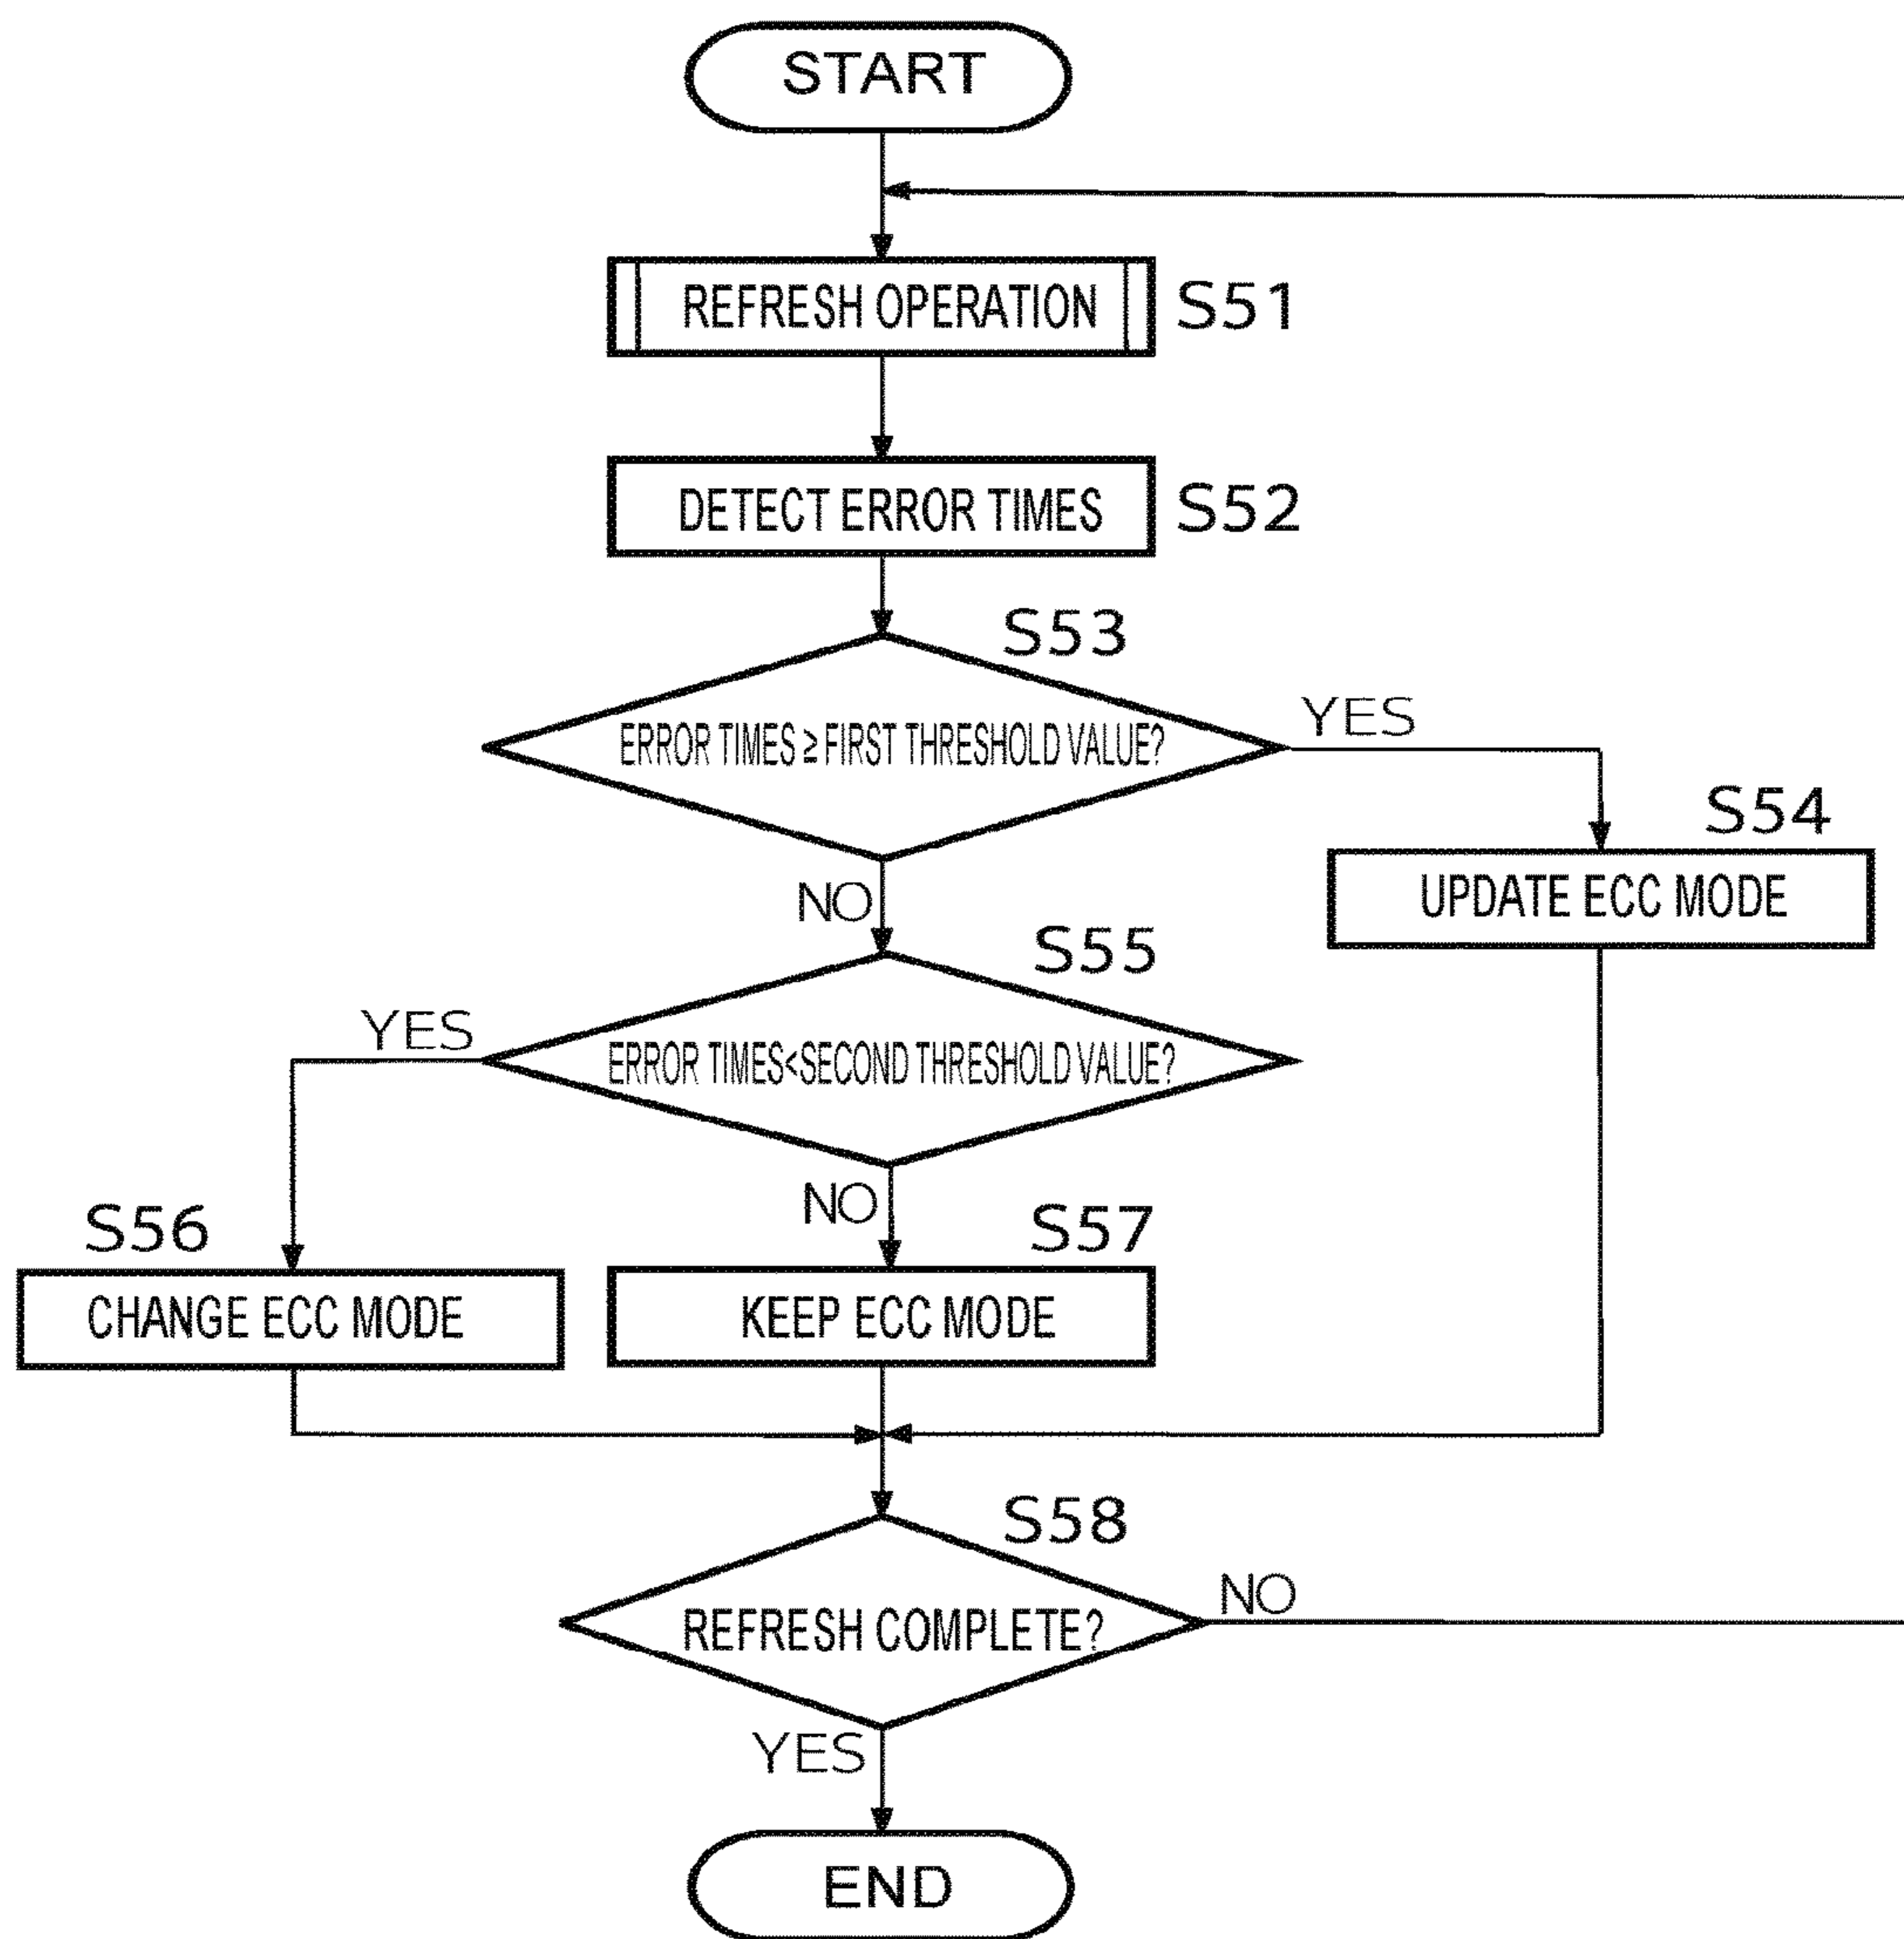 START
REFRESH OPERATION S51
DETECT ERROR TIMES S52
S53
ERROR TIMES ≧ FIRST THRESHOLD VALUE?
YES
S54
UPDATE ECC MODE
NO
S55
ERROR TIMES<SECOND THRESHOLD VALUE?
YES
NO
S56
CHANGE ECC MODE
S57
KEEP ECC MODE
S58
REFRESH COMPLETE?
NO
YES
END